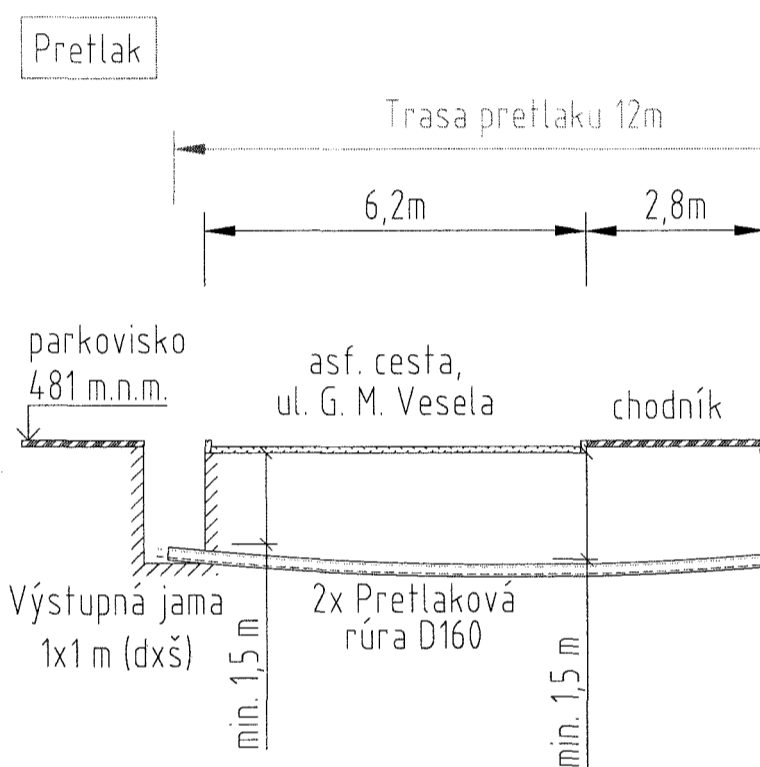 Pretlak
Trasa pretlaku 12m
6,2m
2,8m
parkovisko
481 m.n.m.
asf. cesta,
ul. G. M. Vesela
chodník
Výstupná jama
1x1 m (dxš)
2x Pretlaková
rúra D160
min. 1,5 m
min. 1,5 m